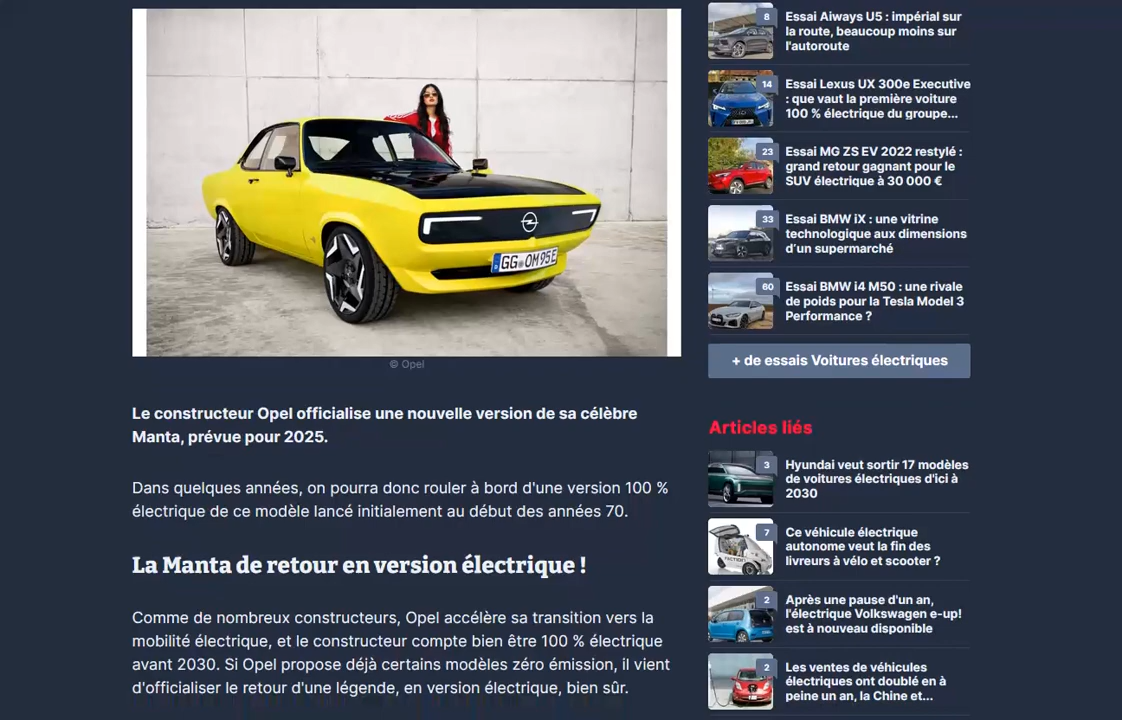 GG OM 95E
© Opel
Le constructeur Opel officialise une nouvelle version de sa célèbre
Manta, prévue pour 2025.
Dans quelques années, on pourra donc rouler à bord d'une version 100 %
électrique de ce modèle lancé initialement au début des années 70.
La Manta de retour en version électrique !
Comme de nombreux constructeurs, Opel accélère sa transition vers la
mobilité électrique, et le constructeur compte bien être 100 % électrique
avant 2030. Si Opel propose déjà certains modèles zéro émission, il vient
d'officialiser le retour d'une légende, en version électrique, bien sûr.
8
Essai Aiways U5 : impérial sur
la route, beaucoup moins sur
l'autoroute
14
Essai Lexus UX 300e Executive
: que vaut la première voiture
100 % électrique du groupe...
23
Essai MG ZS EV 2022 restylé :
grand retour gagnant pour le
SUV électrique à 30 000 €
33
Essai BMW iX : une vitrine
technologique aux dimensions
d’un supermarché
60
Essai BMW i4 M50 : une rivale
de poids pour la Tesla Model 3
Performance ?
+ de essais Voitures électriques
Articles liés
3
Hyundai veut sortir 17 modèles
de voitures électriques d'ici à
2030
7
Ce véhicule électrique
autonome veut la fin des
livreurs à vélo et scooter ?
2
Après une pause d'un an,
l'électrique Volkswagen e-up!
est à nouveau disponible
2
Les ventes de véhicules
électriques ont doublé en à
peine un an, la Chine et...